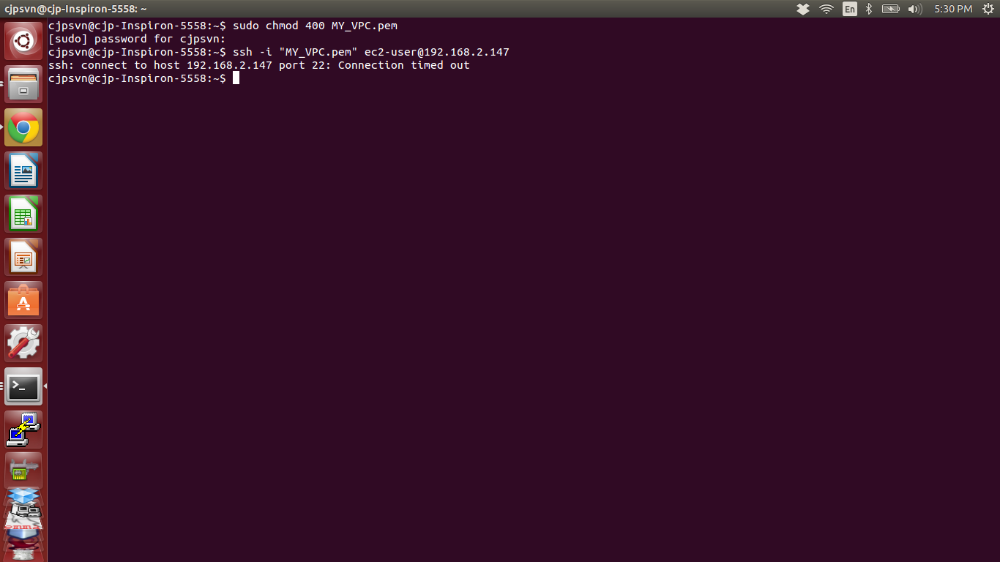 cjpsvn@cjp-Inspiron-5558: ~
En
5:30 PM
cjpsvn@cjp-Inspiron-5558:~$ sudo chmod 400 MY_VPC.pem
[sudo] password for cjpsvn:
cjpsvn@cjp-Inspiron-5558:~$ ssh -i "MY_VPC.pem" ec2-user@192.168.2.147
ssh: connect to host 192.168.2.147 port 22: Connection timed out
cjpsvn@cjp-Inspiron-5558:~$